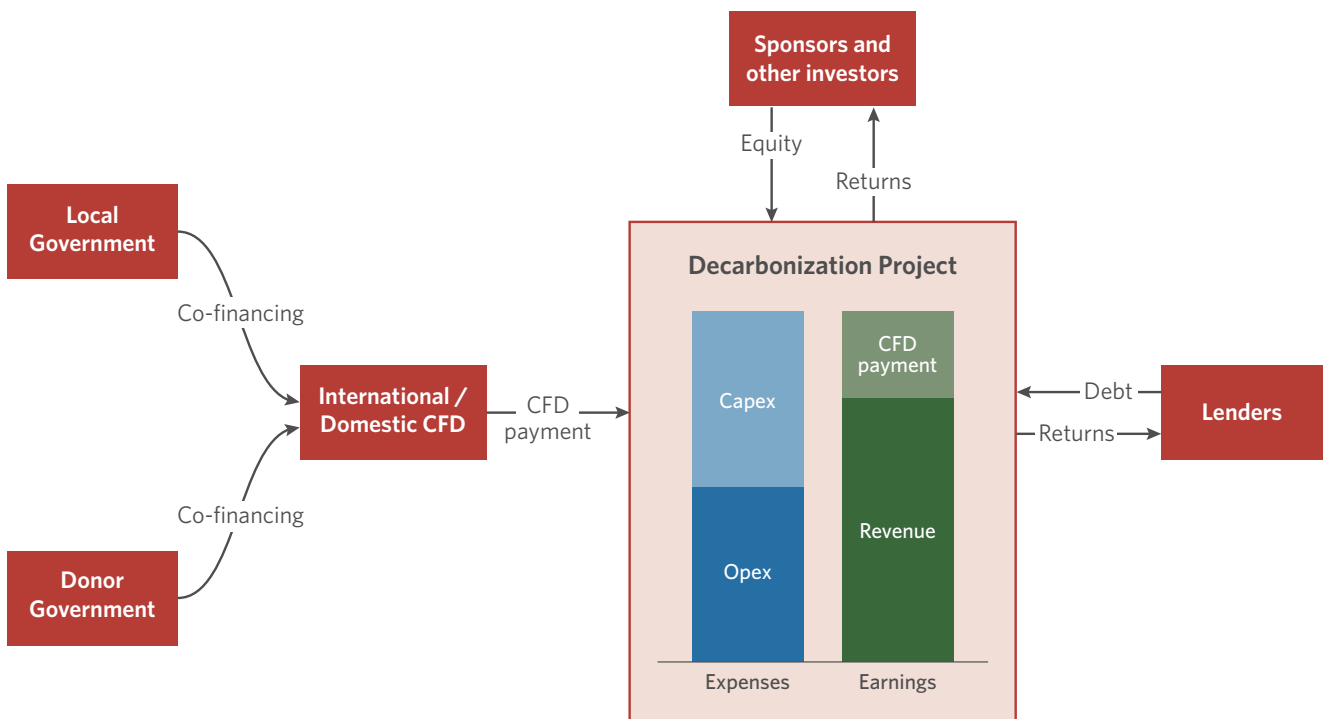 Sponsors and
other investors
Equity
Returns
Local
Government
Co-financing
International /
Domestic CFD
CFD
payment
Co-financing
Donor
Government
Decarbonization Project
Capex
Opex
CFD
payment
Revenue
Expenses
Earnings
Debt
Returns
Lenders